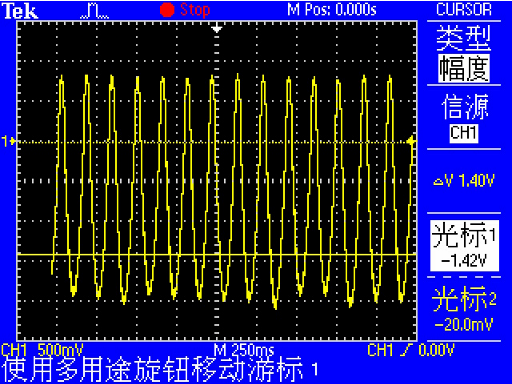 Tek Stop M Pos: 0.000s CURSOR
类型
幅度
信源
CH1
1
△V 1.40V
光标1
-1.42V
光标2
-20.0mV
CH1 500mV M 250ms CH1 ∕ 0.00V
使用多用途旋钮移动游标 1